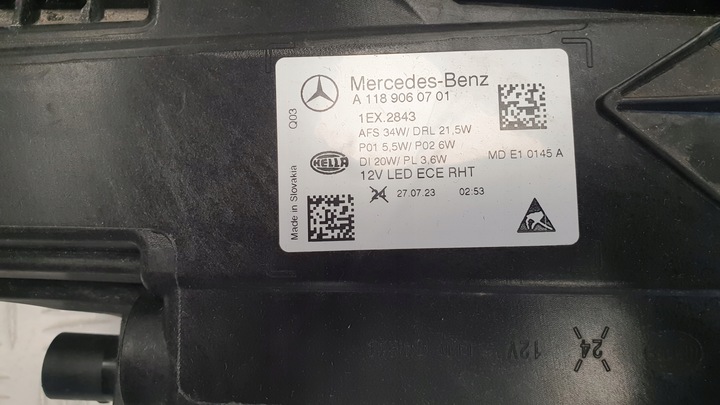 Mercedes-Benz
A 118 906 07 01
1EX.2843
AFS 34W/ DRL 21,5W
P01 5,5W/ P02 6W
DI 20W/ PL 3,6W
MD E1 0145 A
12V LED ECE RHT
24 27.07.23 02:53
HELLA
Q03
Made in Slovakia
24
12V